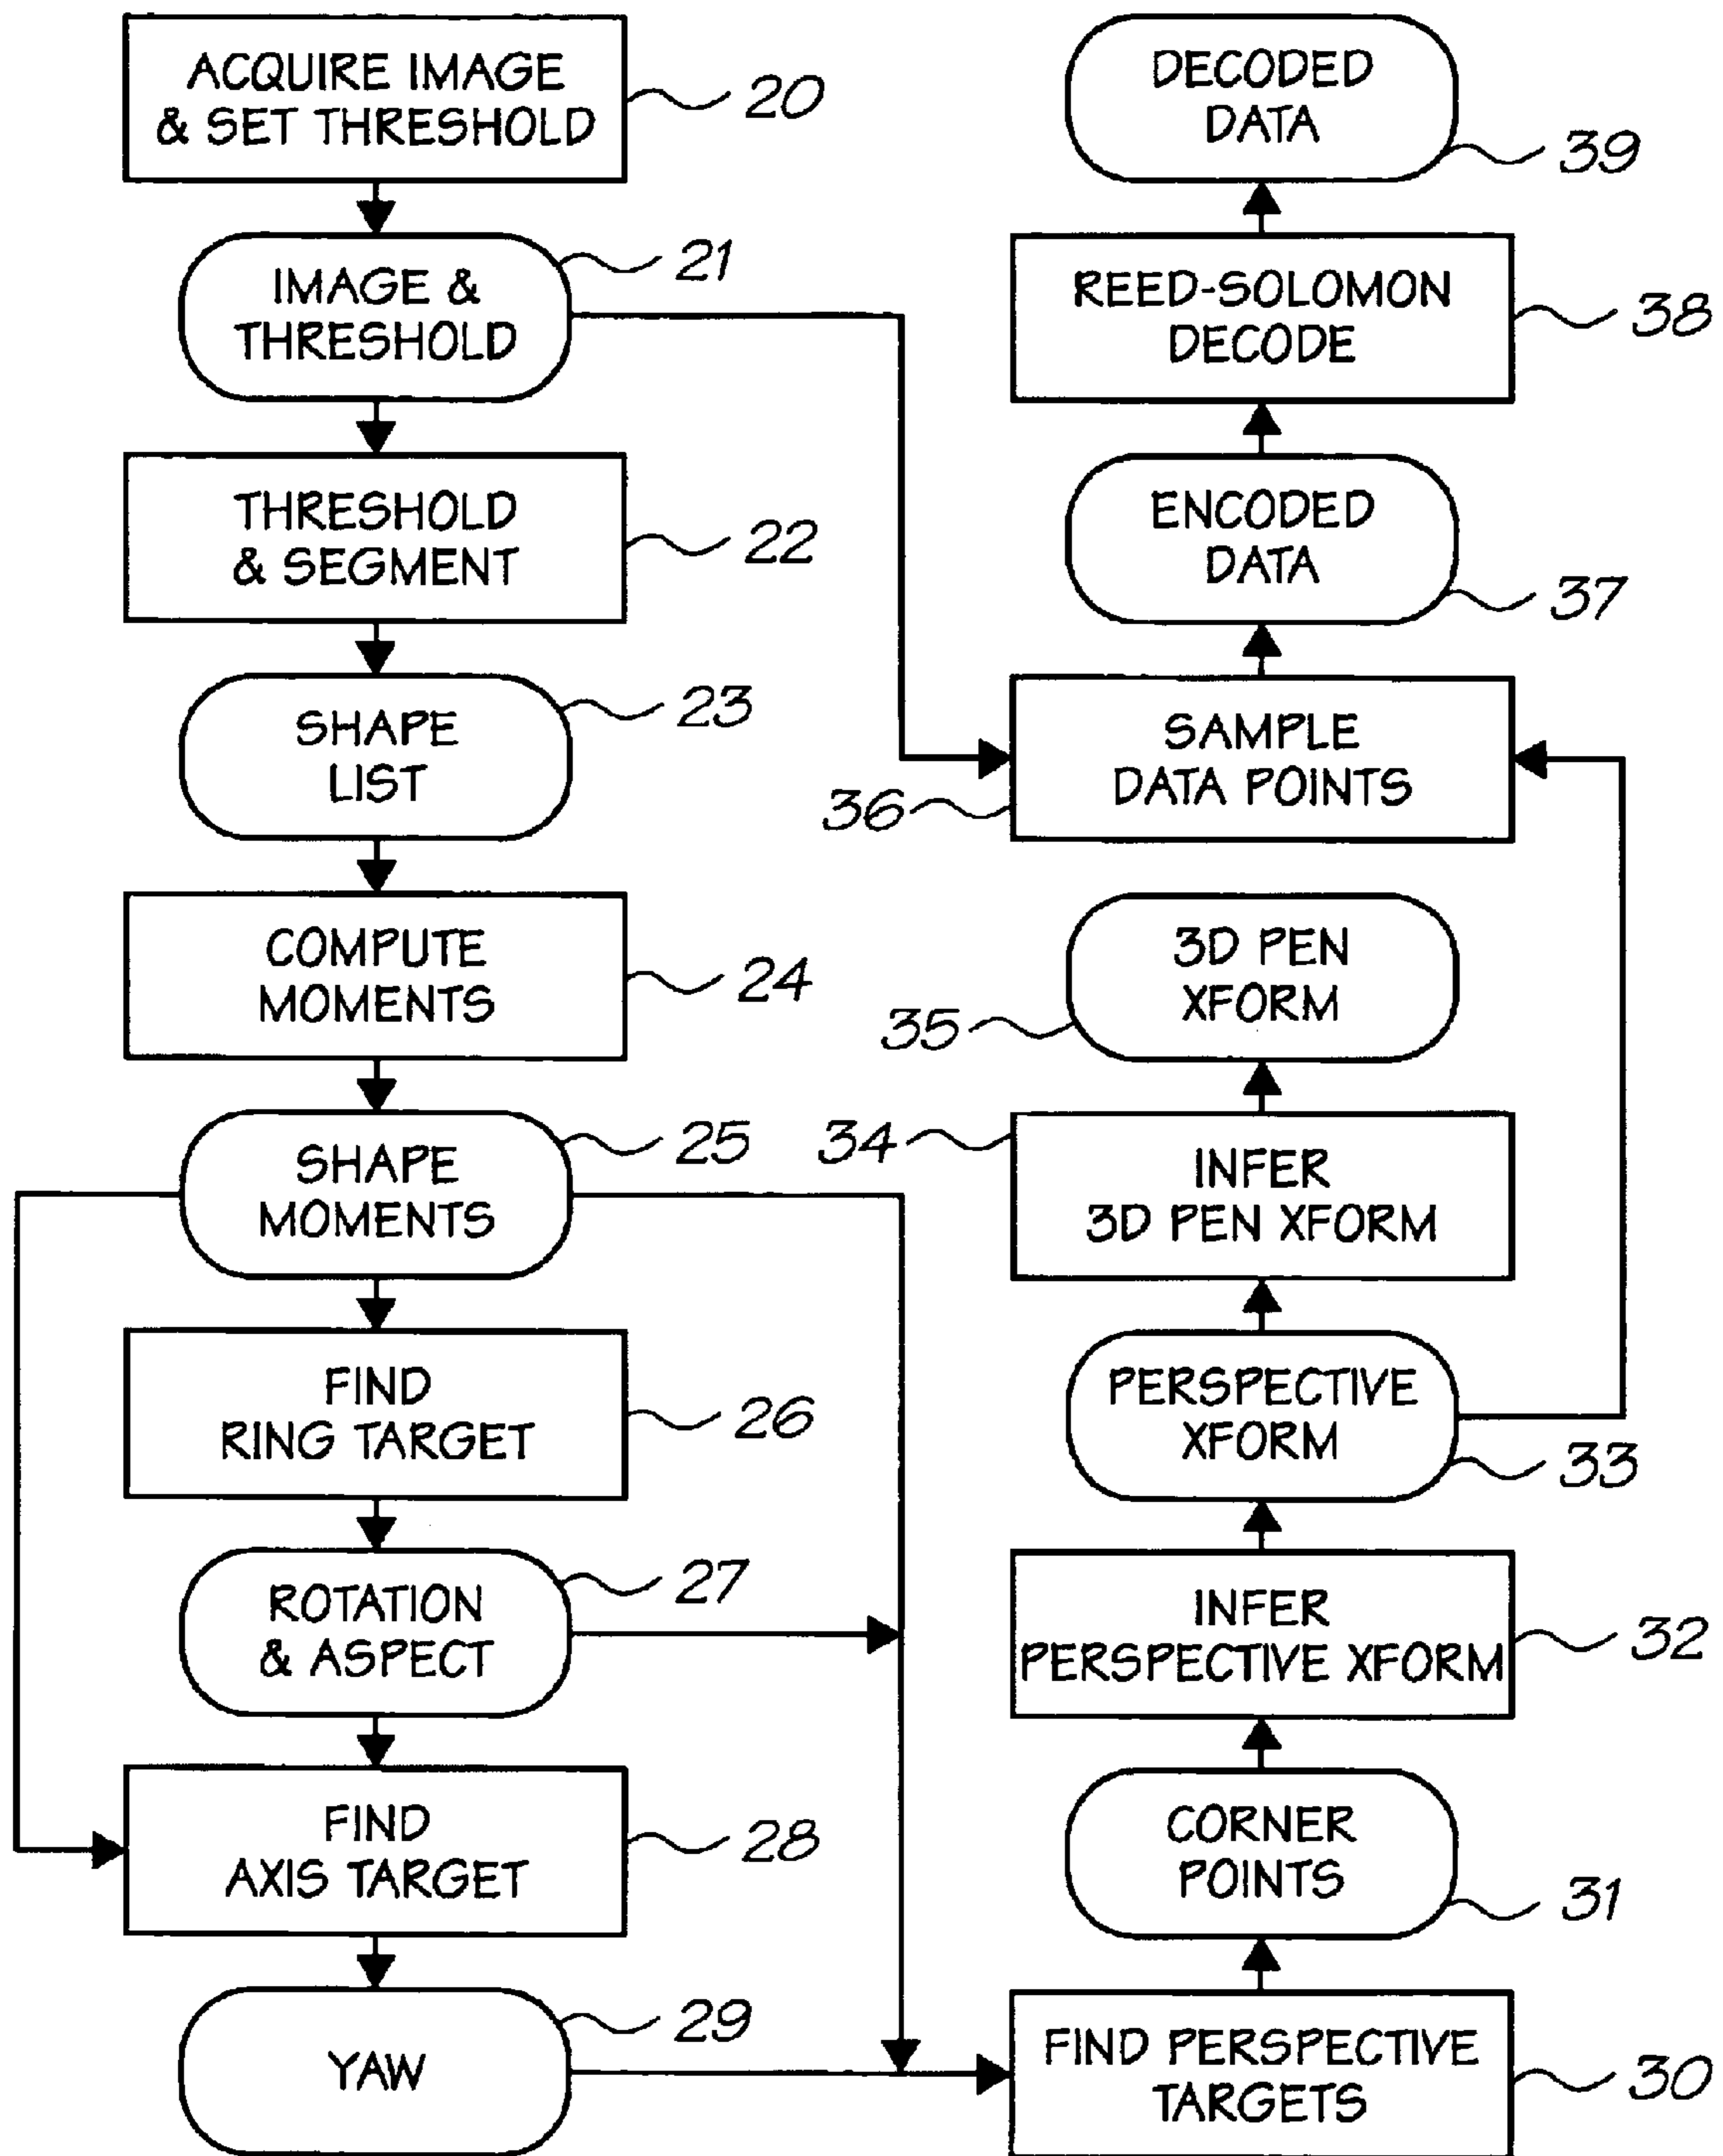 ACQUIRE IMAGE
& SET THRESHOLD
20
IMAGE &
THRESHOLD
21
THRESHOLD
& SEGMENT
22
SHAPE
LIST
23
COMPUTE
MOMENTS
24
SHAPE
MOMENTS
25
FIND
RING TARGET
26
ROTATION
& ASPECT
27
FIND
AXIS TARGET
28
YAW
29
DECODED
DATA
39
REED-SOLOMON
DECODE
38
ENCODED
DATA
37
SAMPLE
DATA POINTS
36
3D PEN
XFORM
35
INFER
3D PEN XFORM
34
PERSPECTIVE
XFORM
33
INFER
PERSPECTIVE XFORM
32
CORNER
POINTS
31
FIND PERSPECTIVE
TARGETS
30